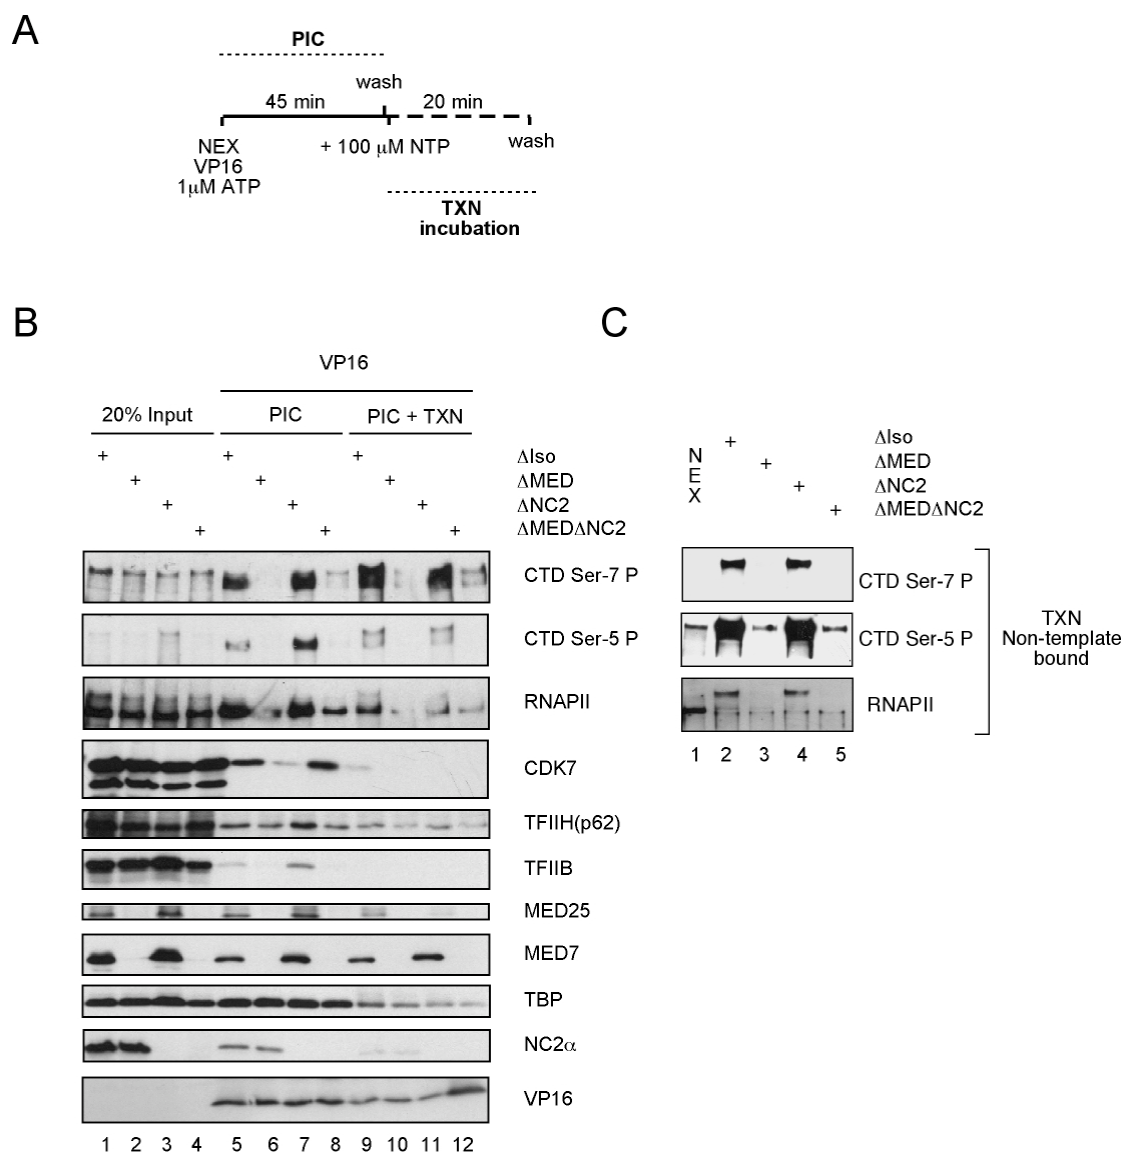 A
PIC
wash
45 min
20 min
NEX
VP16
1μM ATP
+ 100 μM NTP
wash
TXN
incubation
B
VP16
20% Input
PIC
PIC + TXN
+ + + ΔIso
+ + + ΔMED
+ + + ΔNC2
+ + + ΔMEDΔNC2
CTD Ser-7 P
CTD Ser-5 P
RNAPII
CDK7
TFIIH(p62)
TFIIB
MED25
MED7
TBP
NC2α
VP16
1 2 3 4 5 6 7 8 9 10 11 12
C
N
E
X
+ ΔIso
+ ΔMED
+ ΔNC2
+ ΔMEDΔNC2
CTD Ser-7 P
CTD Ser-5 P
RNAPII
TXN
Non-template
bound
1 2 3 4 5